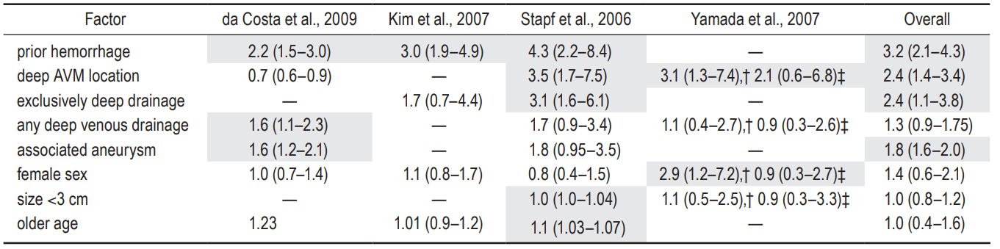 Factor da Costa et al., 2009 Kim et al., 2007 Stapf et al., 2006 Yamada et al., 2007 Overall
prior hemorrhage 2.2 (1.5–3.0) 3.0 (1.9–4.9) 4.3 (2.2–8.4) — 3.2 (2.1–4.3)
deep AVM location 0.7 (0.6–0.9) — 3.5 (1.7–7.5) 3.1 (1.3–7.4),† 2.1 (0.6–6.8)‡ 2.4 (1.4–3.4)
exclusively deep drainage — 1.7 (0.7–4.4) 3.1 (1.6–6.1) — 2.4 (1.1–3.8)
any deep venous drainage 1.6 (1.1–2.3) — 1.7 (0.9–3.4) 1.1 (0.4–2.7),† 0.9 (0.3–2.6)‡ 1.3 (0.9–1.75)
associated aneurysm 1.6 (1.2–2.1) — 1.8 (0.95–3.5) — 1.8 (1.6–2.0)
female sex 1.0 (0.7–1.4) 1.1 (0.8–1.7) 0.8 (0.4–1.5) 2.9 (1.2–7.2),† 0.9 (0.3–2.7)‡ 1.4 (0.6–2.1)
size <3 cm — — 1.0 (1.0–1.04) 1.1 (0.5–2.5),† 0.9 (0.3–3.3)‡ 1.0 (0.8–1.2)
older age 1.23 1.01 (0.9–1.2) 1.1 (1.03–1.07) — 1.0 (0.4–1.6)